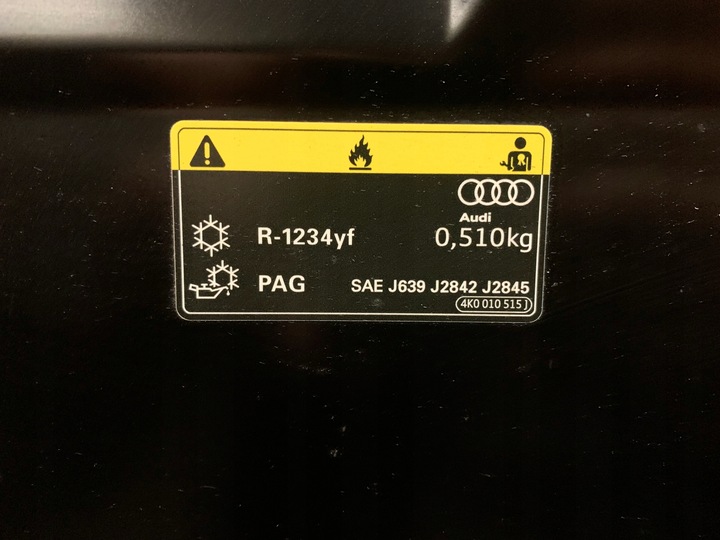 Audi
R-1234yf 0,510kg
PAG SAE J639 J2842 J2845
4K0 010 515 J